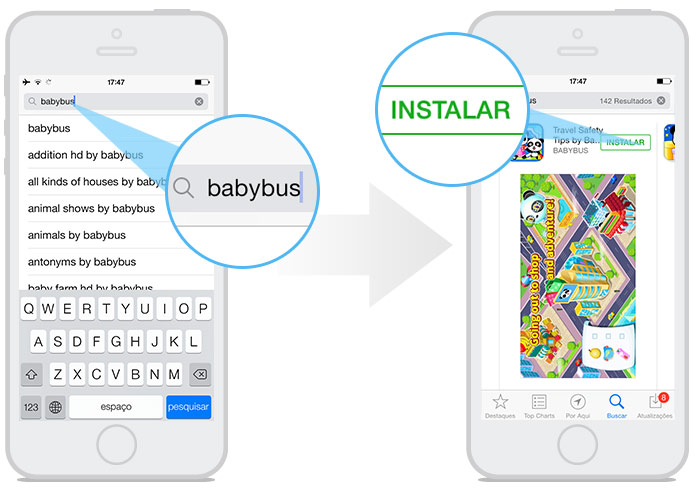 17:47
babybus
babybus
addition hd by babybus
all kinds of houses by babyb
animal shows by babybus
animals by babybus
antonyms by babybus
baby farm hd by babybus
Q W E R T Y U I O P
A S D F G H J K L
Z X C V B N M
123 espaço pesquisar
babybus
INSTALAR
17:47
us 142 Resultados
Travel Safety
Tips by Ba...
BABYBUS
INSTALAR
Going out to shop
and adventure!
Destaques Top Charts Por Aqui Buscar Atualizações
8